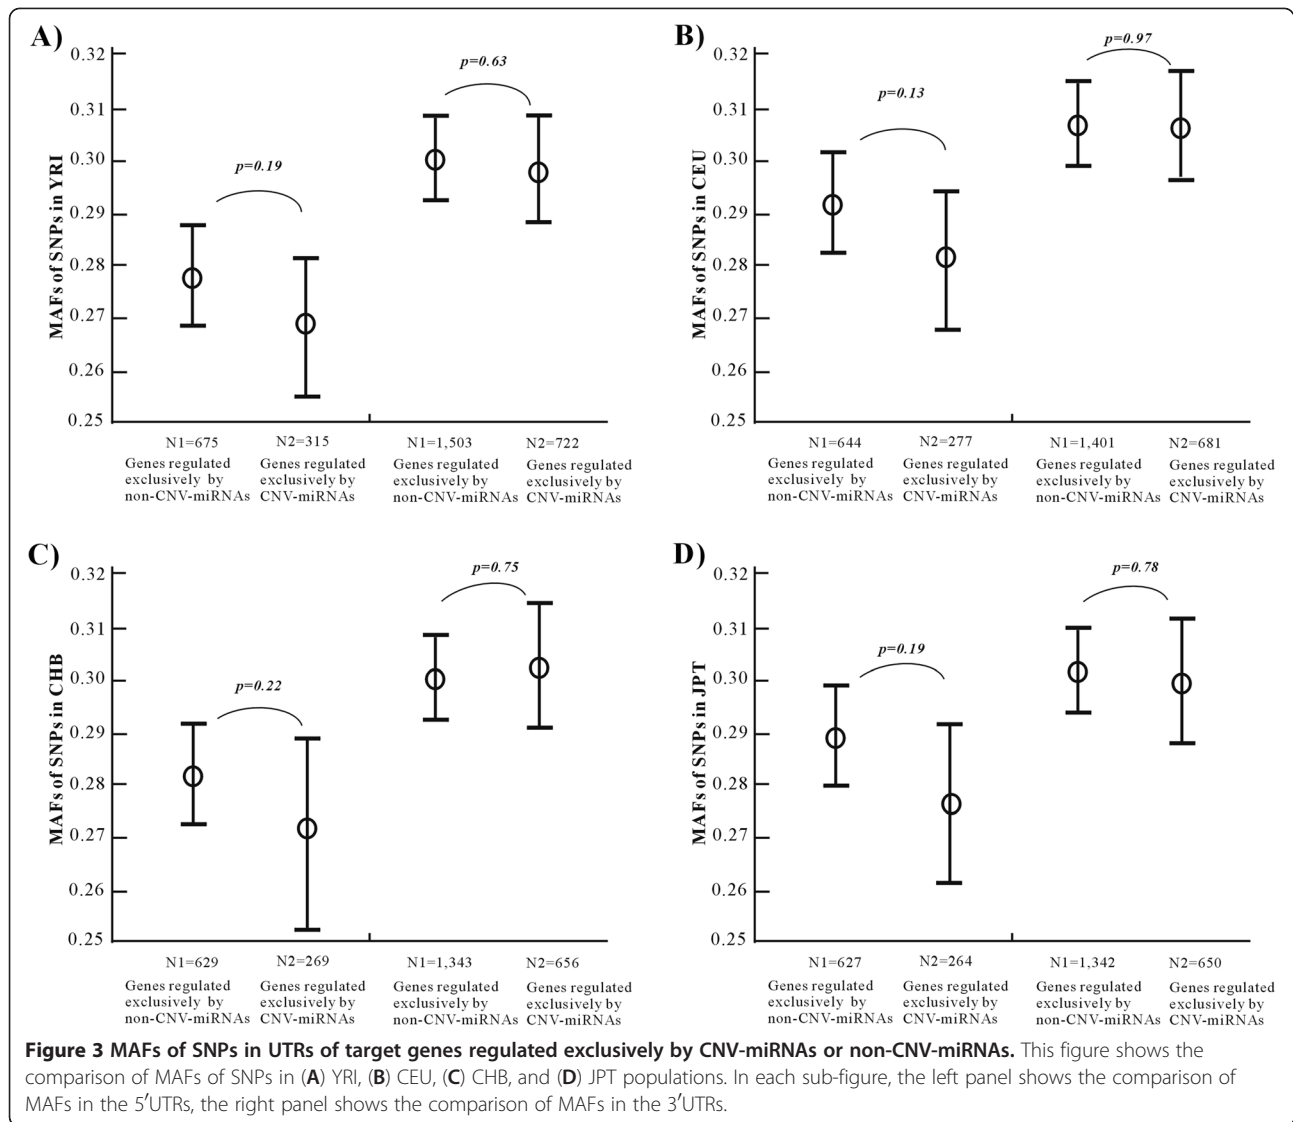 A)
MAFs of SNPs in YRI
0.32
0.31
0.30
0.29
0.28
0.27
0.26
0.25
p=0.19
p=0.63
N1=675
Genes regulated
exclusively by
non-CNV-miRNAs
N2=315
Genes regulated
exclusively by
CNV-miRNAs
N1=1,503
Genes regulated
exclusively by
non-CNV-miRNAs
N2=722
Genes regulated
exclusively by
CNV-miRNAs
B)
MAFs of SNPs in CEU
0.32
0.31
0.30
0.29
0.28
0.27
0.26
0.25
p=0.13
p=0.97
N1=644
Genes regulated
exclusively by
non-CNV-miRNAs
N2=277
Genes regulated
exclusively by
CNV-miRNAs
N1=1,401
Genes regulated
exclusively by
non-CNV-miRNAs
N2=681
Genes regulated
exclusively by
CNV-miRNAs
C)
MAFs of SNPs in CHB
0.32
0.31
0.30
0.29
0.28
0.27
0.26
0.25
p=0.22
p=0.75
N1=629
Genes regulated
exclusively by
non-CNV-miRNAs
N2=269
Genes regulated
exclusively by
CNV-miRNAs
N1=1,343
Genes regulated
exclusively by
non-CNV-miRNAs
N2=656
Genes regulated
exclusively by
CNV-miRNAs
D)
MAFs of SNPs in JPT
0.32
0.31
0.30
0.29
0.28
0.27
0.26
0.25
p=0.19
p=0.78
N1=627
Genes regulated
exclusively by
non-CNV-miRNAs
N2=264
Genes regulated
exclusively by
CNV-miRNAs
N1=1,342
Genes regulated
exclusively by
non-CNV-miRNAs
N2=650
Genes regulated
exclusively by
CNV-miRNAs
Figure 3 MAFs of SNPs in UTRs of target genes regulated exclusively by CNV-miRNAs or non-CNV-miRNAs. This figure shows the
comparison of MAFs of SNPs in (A) YRI, (B) CEU, (C) CHB, and (D) JPT populations. In each sub-figure, the left panel shows the comparison of
MAFs in the 5′UTRs, the right panel shows the comparison of MAFs in the 3′UTRs.